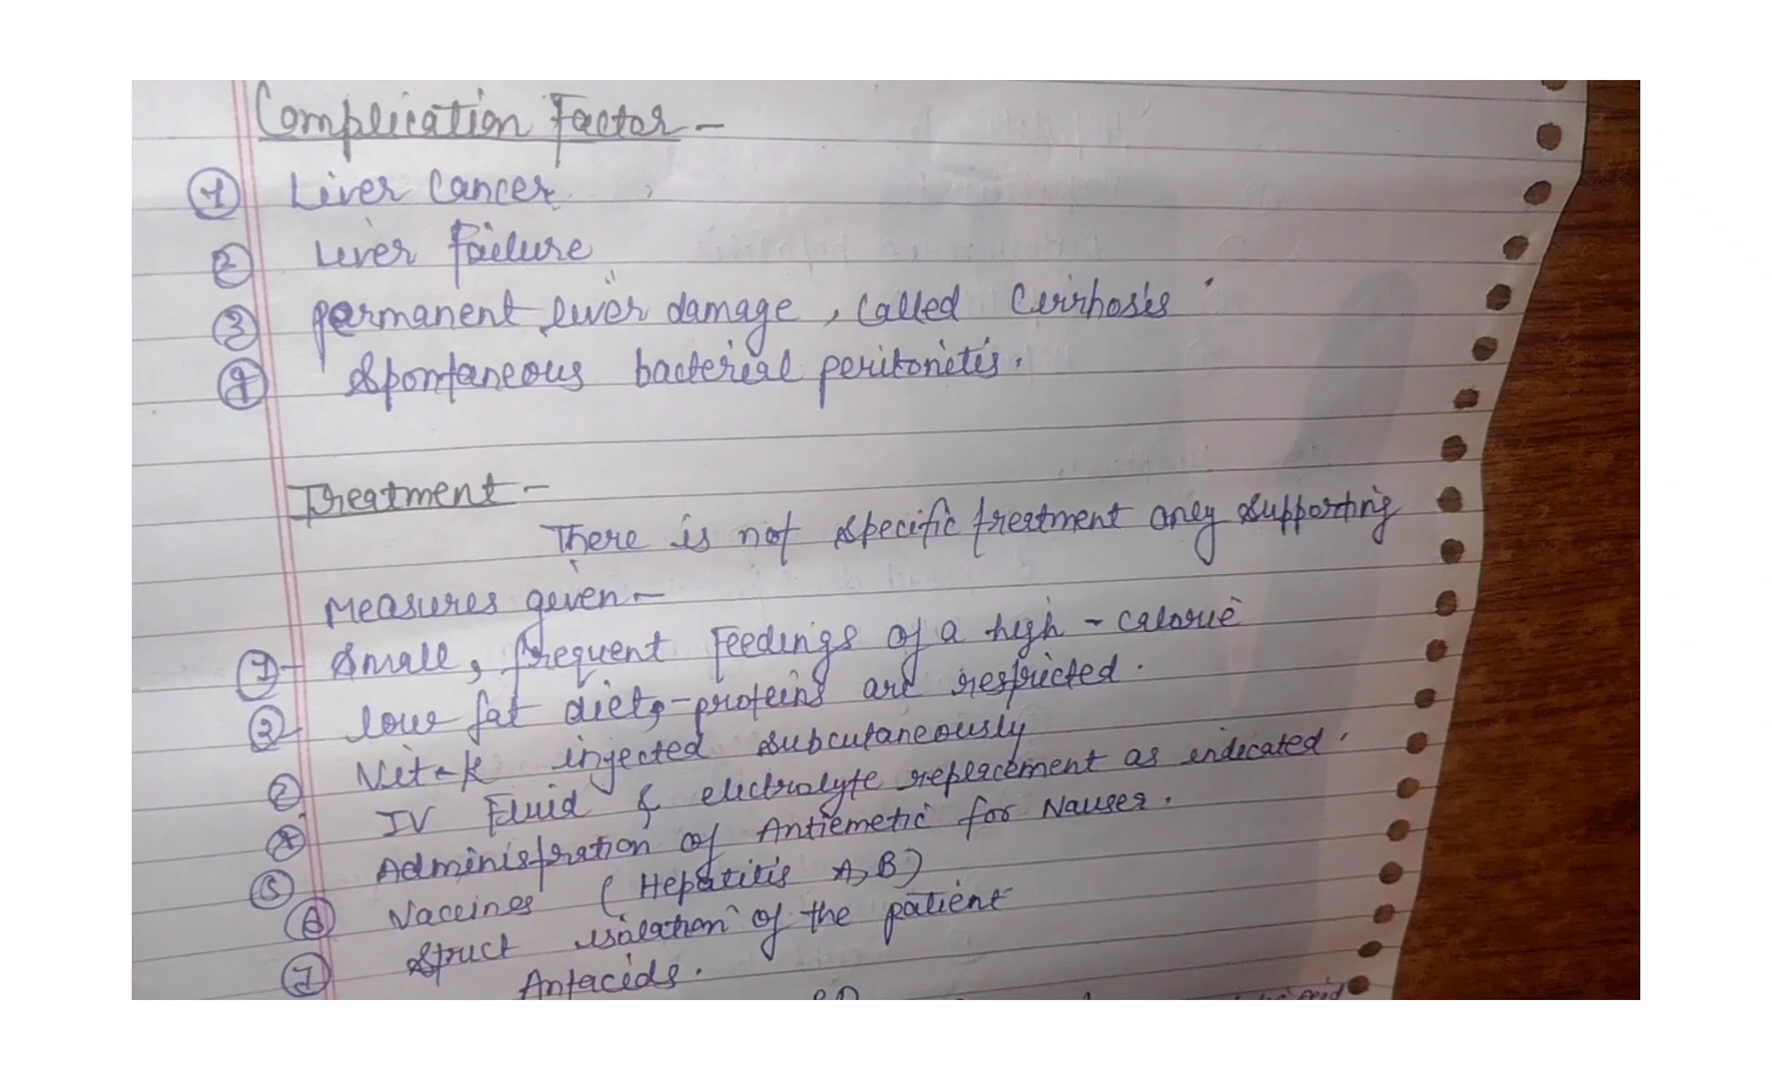 Complication Factor -
① Liver Cancer
② Liver failure
③ permanent liver damage, called Cirrhosis
④ Spontaneous bacterial peritonitis.
Treatment -
There is not specific treatment only supporting
Measures given -
①- Small, frequent feedings of a high - calorie
② low fat diet, - proteins are restricted.
Vit-K injected subcutaneously
IV Fluid & electrolyte replacement as indicated.
Administration of Antiemetic for Nausea.
⑤ Vaccines (Hepatitis A, B)
⑥ Strict isolation of the patient
⑦ Antacids.